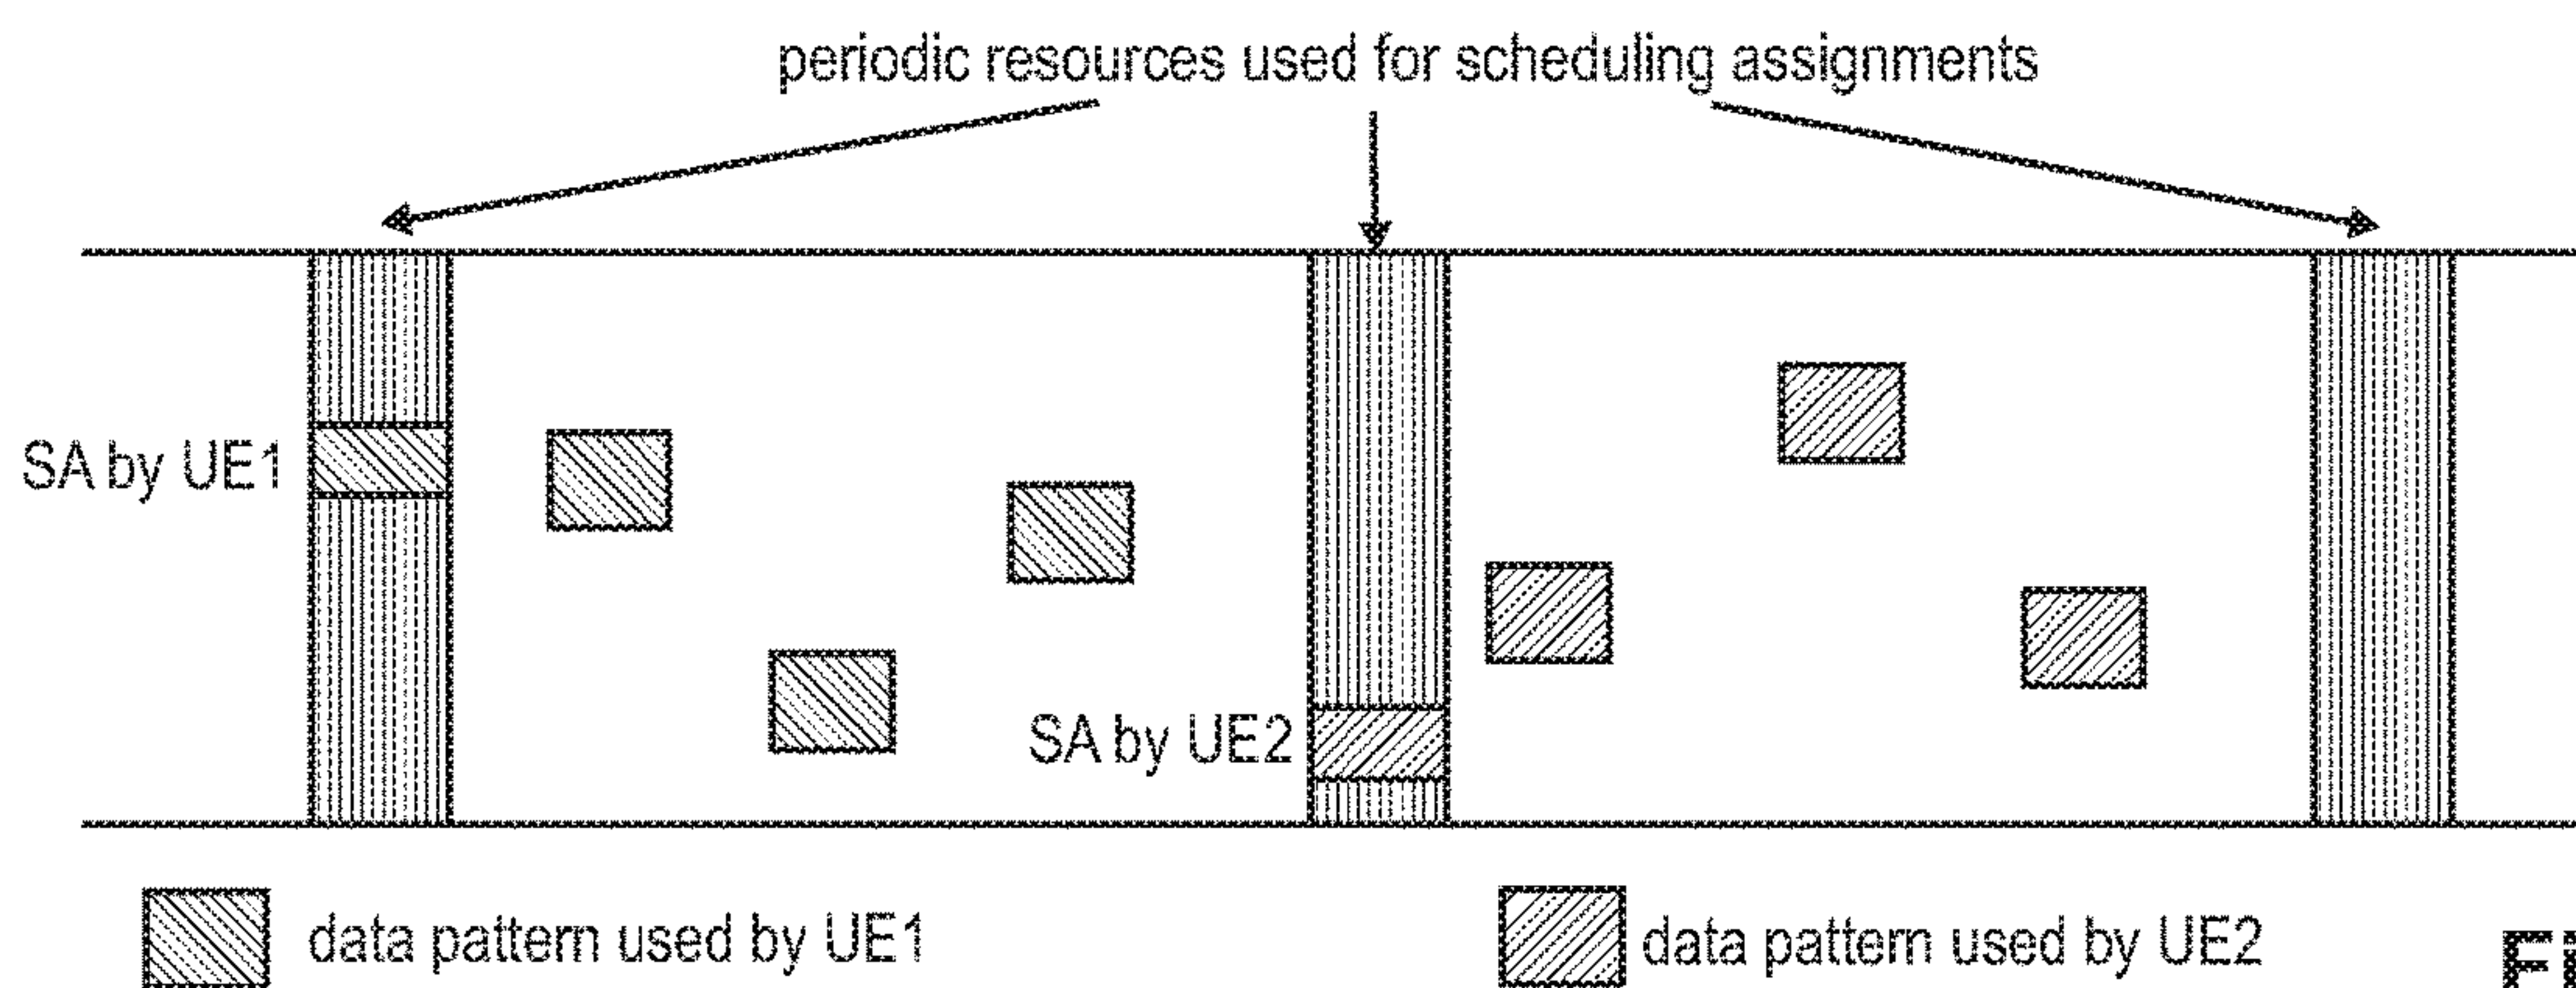 periodic resources used for scheduling assignments
SA by UE1
SA by UE2
data pattern used by UE1
data pattern used by UE2